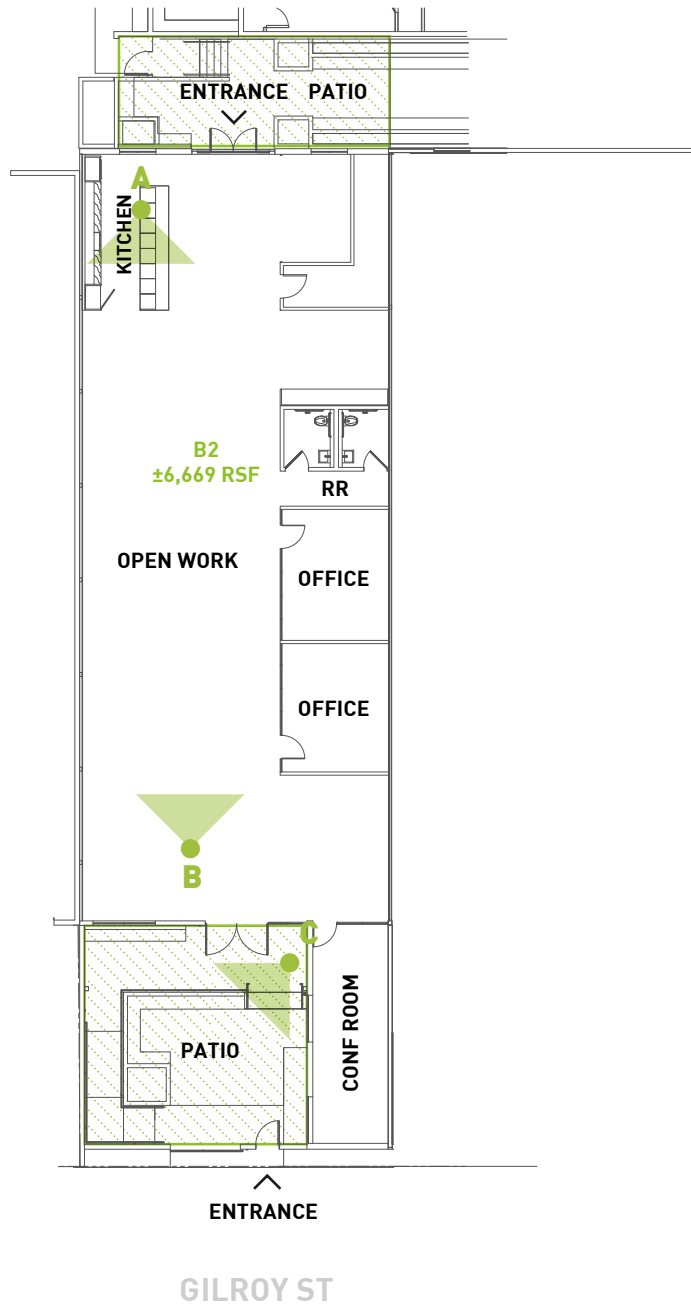 ENTRANCE PATIO
A
KITCHEN
B2
±6,669 RSF
RR
OPEN WORK
OFFICE
OFFICE
B
C
PATIO
CONF ROOM
ENTRANCE
GILROY ST